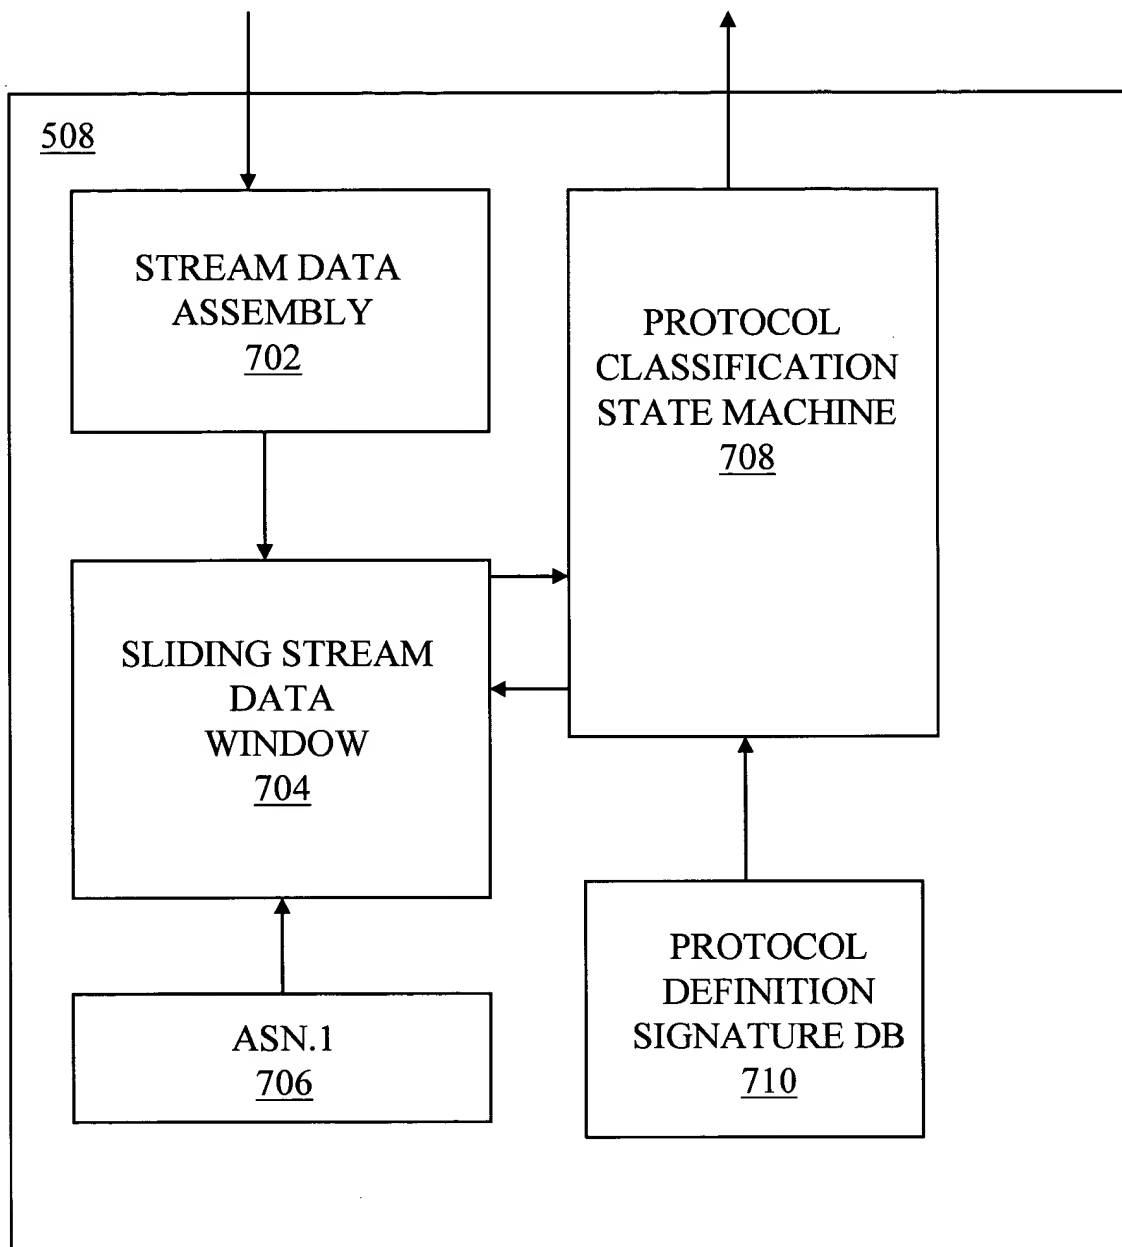 508
STREAM DATA
ASSEMBLY
702
PROTOCOL
CLASSIFICATION
STATE MACHINE
708
SLIDING STREAM
DATA
WINDOW
704
ASN.1
706
PROTOCOL
DEFINITION
SIGNATURE DB
710